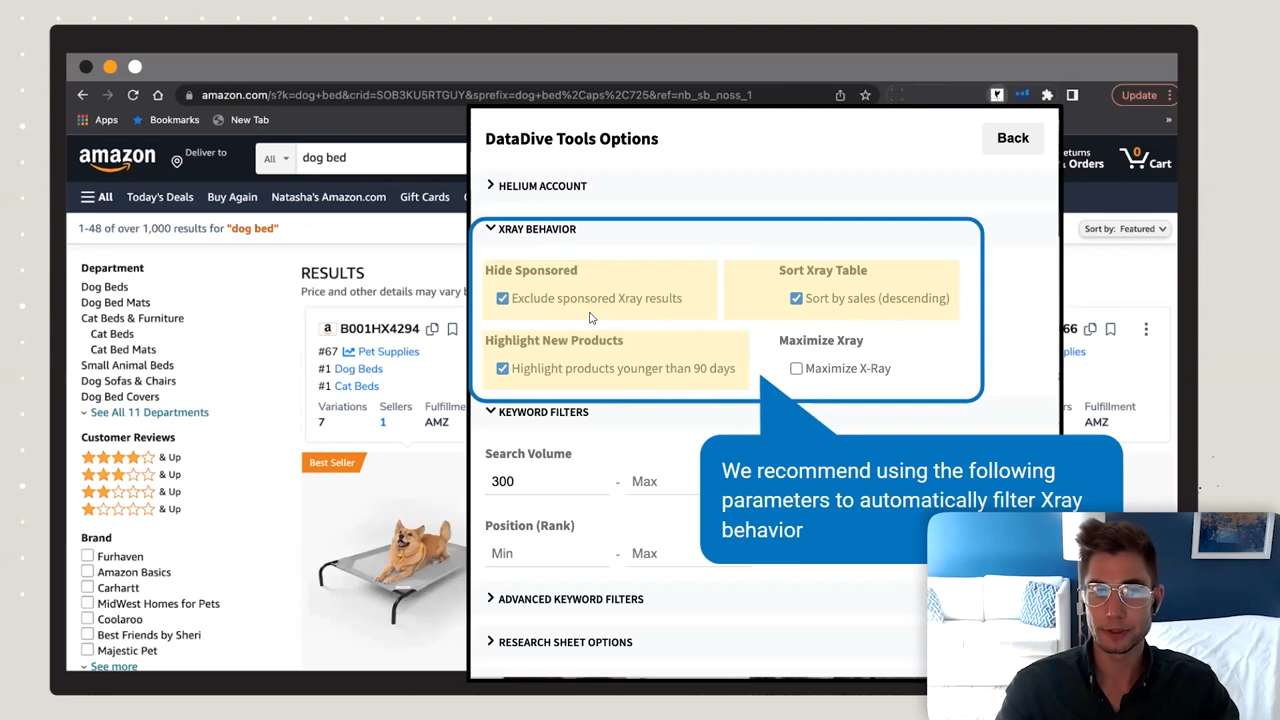 amazon.com/s?k=dog+bed&crid=SOB3KU5RTGUY&sprefix=dog+bed%2Caps%2C725&ref=nb_sb_noss_1
Update
Apps
Bookmarks
New Tab
»
amazon
Deliver to
All
dog bed
eturns
& Orders
0
Cart
All
Today's Deals
Buy Again
Natasha's Amazon.com
Gift Cards
1-48 of over 1,000 results for "dog bed"
Sort by: Featured
Department
Dog Beds
Dog Bed Mats
Cat Beds & Furniture
Cat Beds
Cat Bed Mats
Small Animal Beds
Dog Sofas & Chairs
Dog Bed Covers
See All 11 Departments
Customer Reviews
& Up
& Up
& Up
& Up
Brand
Furhaven
Amazon Basics
Carhartt
MidWest Homes for Pets
Coolaroo
Best Friends by Sheri
Majestic Pet
See more
RESULTS
Price and other details may vary b
a B001HX4294
#67 Pet Supplies
#1 Dog Beds
#1 Cat Beds
Variations Sellers Fulfillm
7 1 AMZ
Best Seller
DataDive Tools Options
Back
HELIUM ACCOUNT
XRAY BEHAVIOR
Hide Sponsored
Exclude sponsored Xray results
Sort Xray Table
Sort by sales (descending)
Highlight New Products
Highlight products younger than 90 days
Maximize Xray
Maximize X-Ray
KEYWORD FILTERS
Search Volume
300 - Max
Position (Rank)
Min - Max
ADVANCED KEYWORD FILTERS
RESEARCH SHEET OPTIONS
66
plies
rs Fulfillment
AMZ
We recommend using the following
parameters to automatically filter Xray
behavior